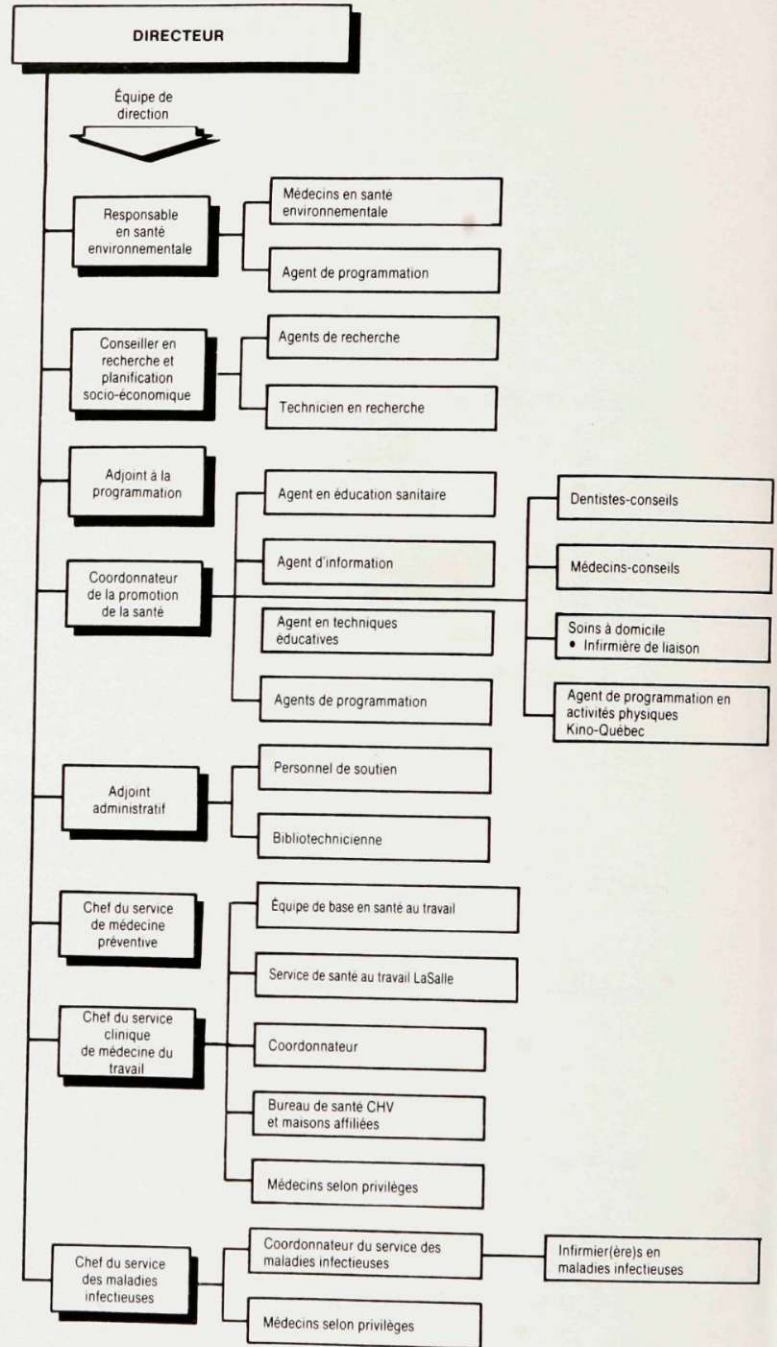 DIRECTEUR
Équipe de
direction
Responsable
en santé
environnementale
Médecins en santé
environnementale
Agent de programmation
Conseiller en
recherche et
planification
socio-économique
Agents de recherche
Technicien en recherche
Adjoint à la
programmation
Coordonnateur
de la promotion
de la santé
Agent en éducation sanitaire
Agent d'information
Agent en techniques
éducatives
Agents de programmation
Dentistes-conseils
Médecins-conseils
Soins à domicile
• Infirmière de liaison
Agent de programmation en
activités physiques
Kino-Québec
Adjoint
administratif
Personnel de soutien
Bibliotechnicienne
Chef du service
de médecine
préventive
Chef du service
clinique
de médecine du
travail
Équipe de base en santé au travail
Service de santé au travail LaSalle
Coordonnateur
Bureau de santé CHV
et maisons affiliées
Médecins selon privilèges
Chef du service
des maladies
infectieuses
Coordonnateur du service des
maladies infectieuses
Médecins selon privilèges
Infirmier(ère)s en
maladies infectieuses